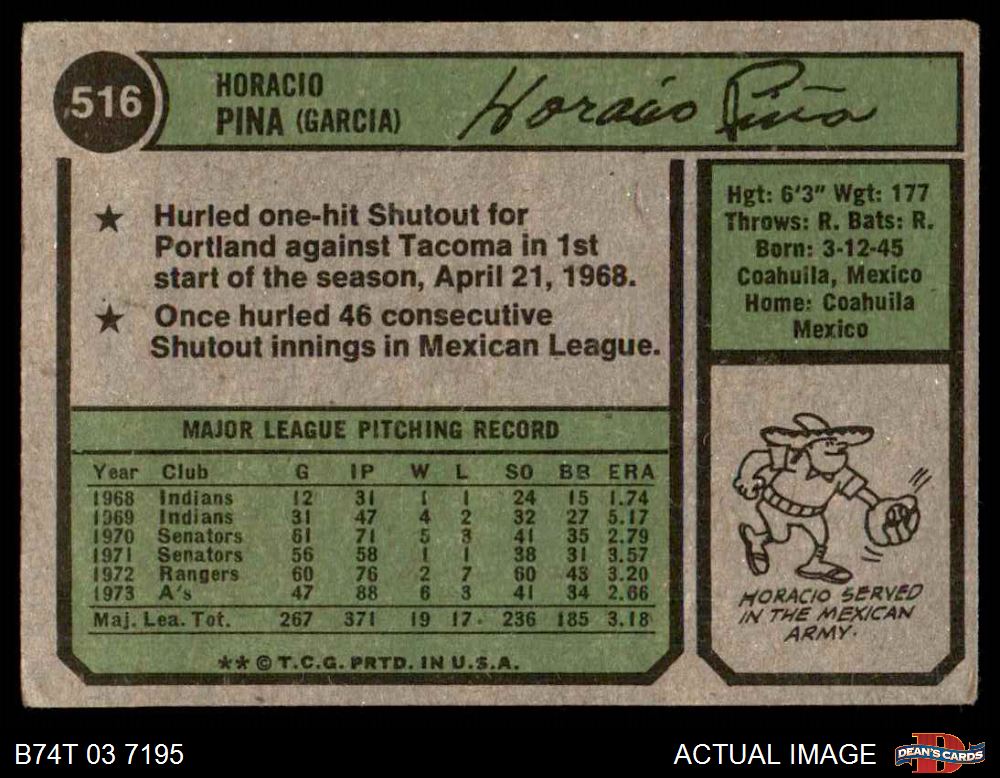 516
HORACIO
PINA (GARCIA)
Horacio Piña
★ Hurled one-hit Shutout for
Portland against Tacoma in 1st
start of the season, April 21, 1968.
★ Once hurled 46 consecutive
Shutout innings in Mexican League.
Hgt: 6'3" Wgt: 177
Throws: R. Bats: R.
Born: 3-12-45
Coahuila, Mexico
Home: Coahuila
Mexico
MAJOR LEAGUE PITCHING RECORD
Year Club G IP W L SO BB ERA
1968 Indians 12 31 1 1 24 15 1.74
1969 Indians 31 47 4 2 32 27 5.17
1970 Senators 61 71 5 3 41 35 2.79
1971 Senators 56 58 1 1 38 31 3.57
1972 Rangers 60 76 2 7 60 43 3.20
1973 A's 47 88 6 3 41 34 2.66
Maj. Lea. Tot. 267 371 19 17 236 185 3.18
** © T.C.G. PRTD. IN U.S.A.
HORACIO SERVED
IN THE MEXICAN
ARMY.
B74T 03 7195
ACTUAL IMAGE
DEAN'S CARDS